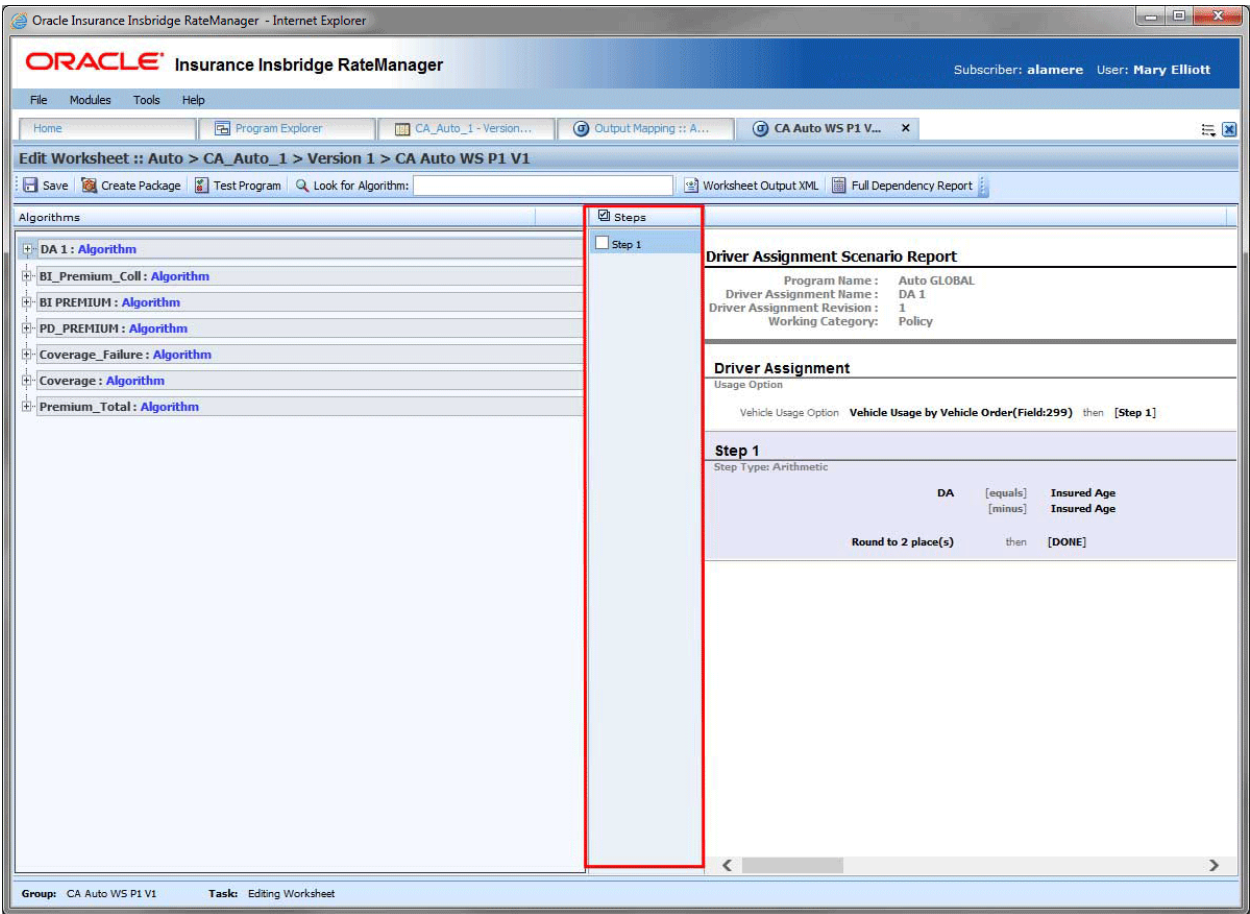 Oracle Insurance Insbridge RateManager - Internet Explorer
ORACLE Insurance Insbridge RateManager
Subscriber: alamere User: Mary Elliott
File Modules Tools Help
Home Program Explorer CA_Auto_1 - Version... Output Mapping :: A... CA Auto WS P1 V... X
Edit Worksheet :: Auto > CA_Auto_1 > Version 1 > CA Auto WS P1 V1
Save Create Package Test Program Look for Algorithm: Worksheet Output XML Full Dependency Report
Algorithms Steps
DA 1 : Algorithm
BI_Premium_Coll : Algorithm
BI PREMIUM : Algorithm
PD_PREMIUM : Algorithm
Coverage_Failure : Algorithm
Coverage : Algorithm
Premium_Total : Algorithm
Step 1
Driver Assignment Scenario Report
Program Name : Auto GLOBAL
Driver Assignment Name : DA 1
Driver Assignment Revision : 1
Working Category: Policy
Driver Assignment
Usage Option
Vehicle Usage Option Vehicle Usage by Vehicle Order(Field:299) then [Step 1]
Step 1
Step Type: Arithmetic
DA [equals] Insured Age
[minus] Insured Age
Round to 2 place(s) then [DONE]
Group: CA Auto WS P1 V1 Task: Editing Worksheet